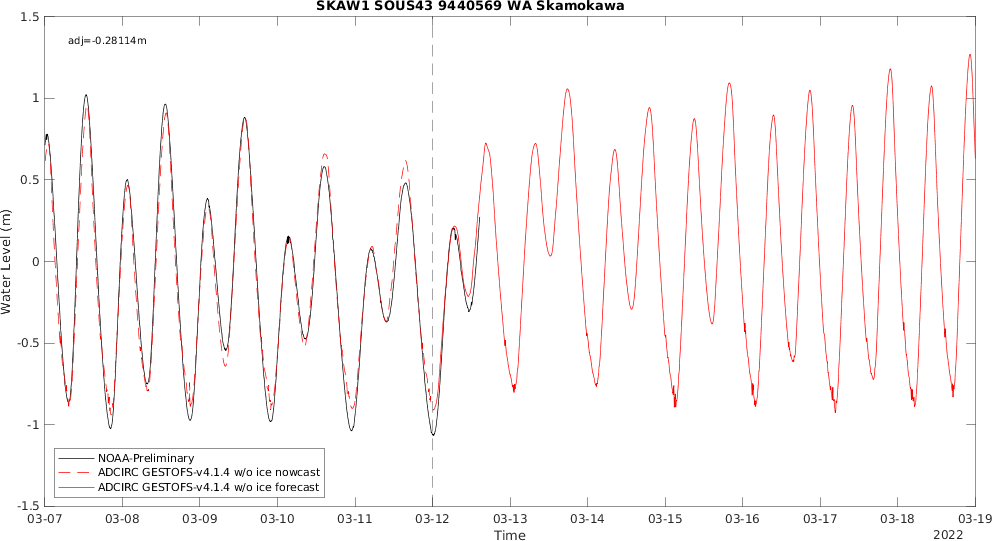 SKAW1 SOUS43 9440569 WA Skamokawa
adj=-0.28114m
1.5
1
0.5
0
-0.5
-1
-1.5
Water Level (m)
NOAA-Preliminary
ADCIRC GESTOFS-v4.1.4 w/o ice nowcast
ADCIRC GESTOFS-v4.1.4 w/o ice forecast
03-07 03-08 03-09 03-10 03-11 03-12 03-13 03-14 03-15 03-16 03-17 03-18 03-19
Time
2022